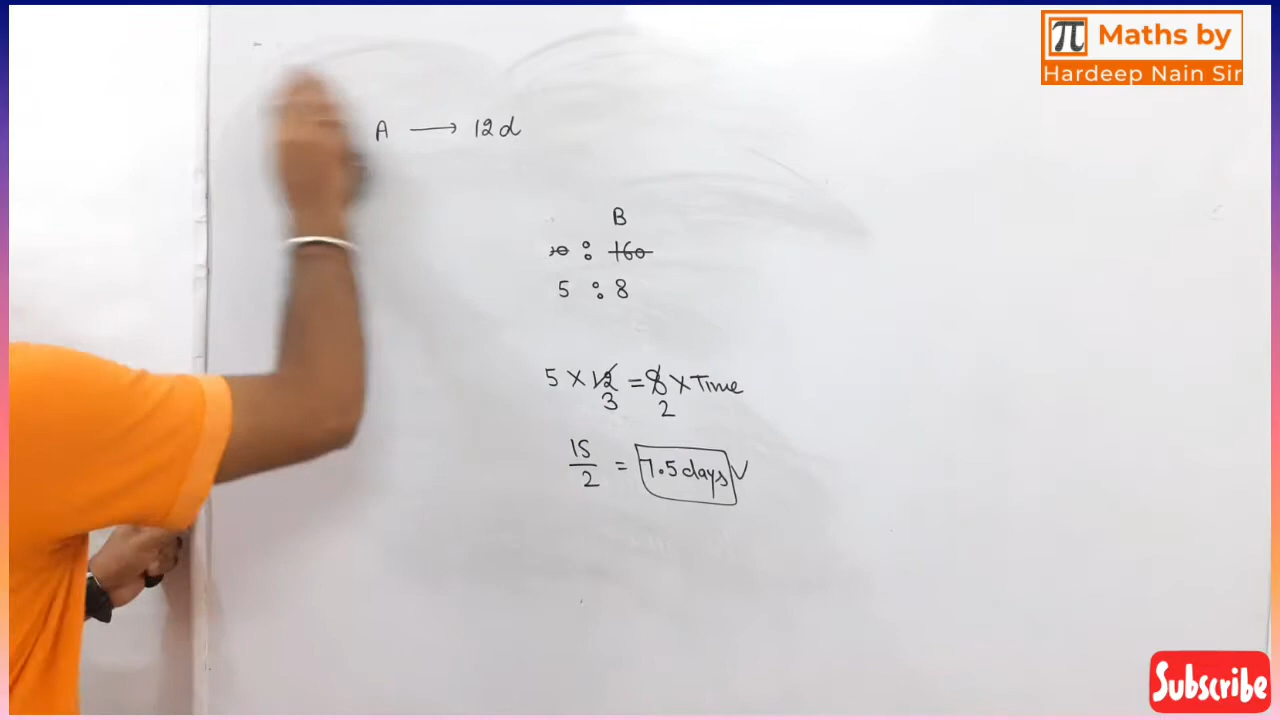 π Maths by
Hardeep Nain Sir
A → 12d
B
: 160
5 : 8
5 × 12 = 8 × Time
3 2
15/2 = 7.5 days ✓
Subscribe